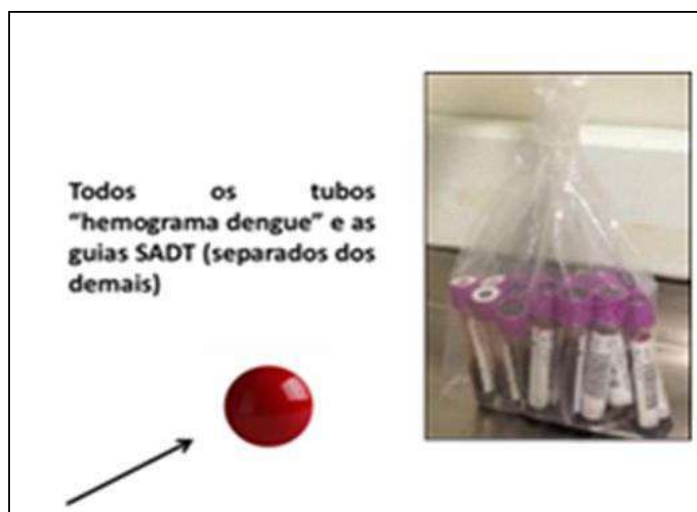 Todos os tubos
“hemograma dengue” e as
guias SADT (separados dos
demais)